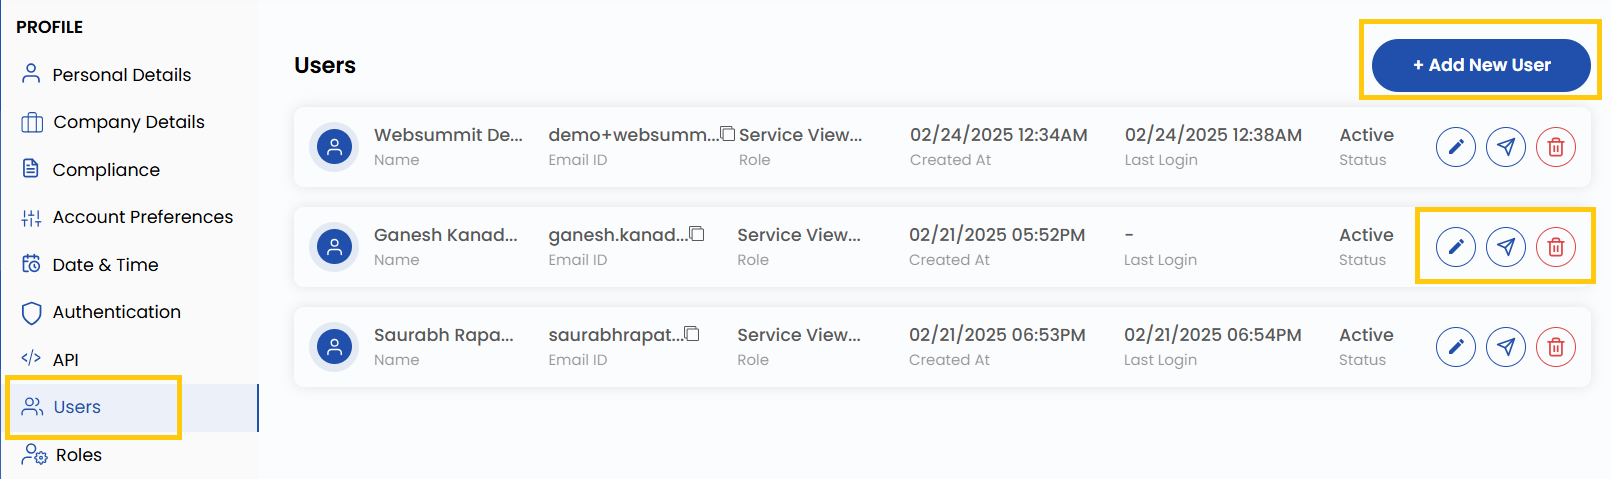 PROFILE
Personal Details
Company Details
Compliance
Account Preferences
Date & Time
Authentication
API
Users
Roles
Users
+ Add New User
Websummit De... demo+websumm... Service View... 02/24/2025 12:34AM 02/24/2025 12:38AM Active
Name Email ID Role Created At Last Login Status
Ganesh Kanad... ganesh.kanad... Service View... 02/21/2025 05:52PM - Active
Name Email ID Role Created At Last Login Status
Saurabh Rapa... saurabhrapat... Service View... 02/21/2025 06:53PM 02/21/2025 06:54PM Active
Name Email ID Role Created At Last Login Status